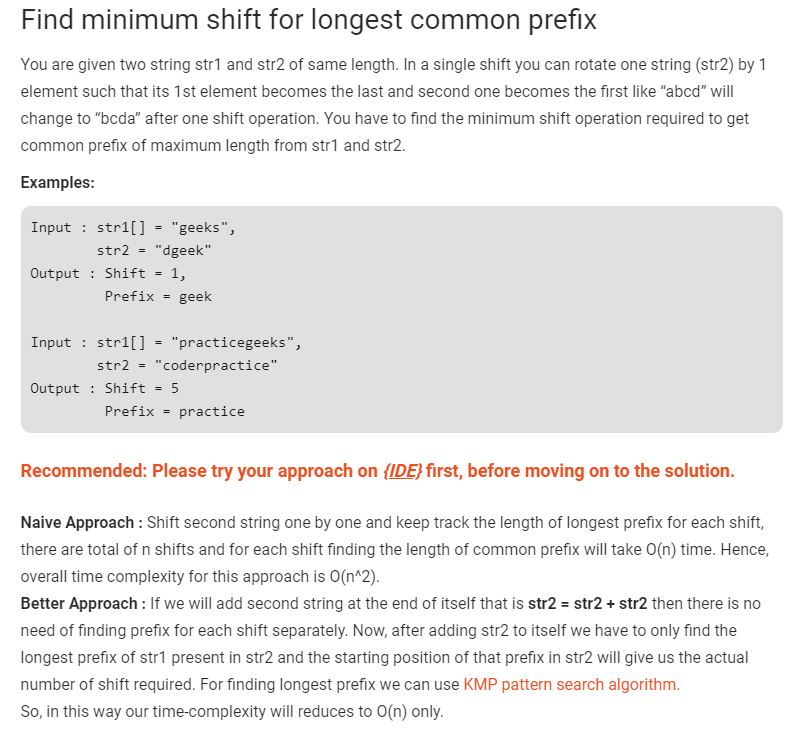 Find minimum shift for longest common prefix
You are given two string str1 and str2 of same length. In a single shift you can rotate one string (str2) by 1
element such that its 1st element becomes the last and second one becomes the first like “abcd” will
change to “bcda” after one shift operation. You have to find the minimum shift operation required to get
common prefix of maximum length from str1 and str2.
Examples:
Input : str1[] = "geeks",
str2 = "dgeek"
Output : Shift = 1,
Prefix = geek
Input : str1[] = "practicegeeks",
str2 = "coderpractice"
Output : Shift = 5
Prefix = practice
Recommended: Please try your approach on {IDE} first, before moving on to the solution.
Naive Approach : Shift second string one by one and keep track the length of longest prefix for each shift,
there are total of n shifts and for each shift finding the length of common prefix will take O(n) time. Hence,
overall time complexity for this approach is O(n^2).
Better Approach : If we will add second string at the end of itself that is str2 = str2 + str2 then there is no
need of finding prefix for each shift separately. Now, after adding str2 to itself we have to only find the
longest prefix of str1 present in str2 and the starting position of that prefix in str2 will give us the actual
number of shift required. For finding longest prefix we can use KMP pattern search algorithm.
So, in this way our time-complexity will reduces to O(n) only.